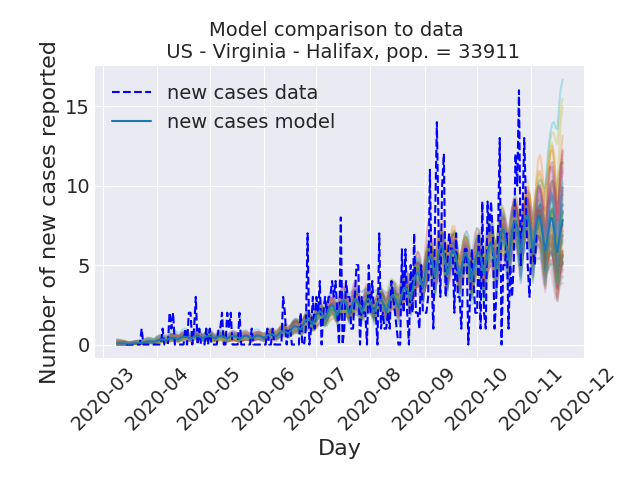 Model comparison to data
US - Virginia - Halifax, pop. = 33911
new cases data
new cases model
Number of new cases reported
15
10
5
0
2020-03
2020-04
2020-05
2020-06
2020-07
2020-08
2020-09
2020-10
2020-11
2020-12
Day